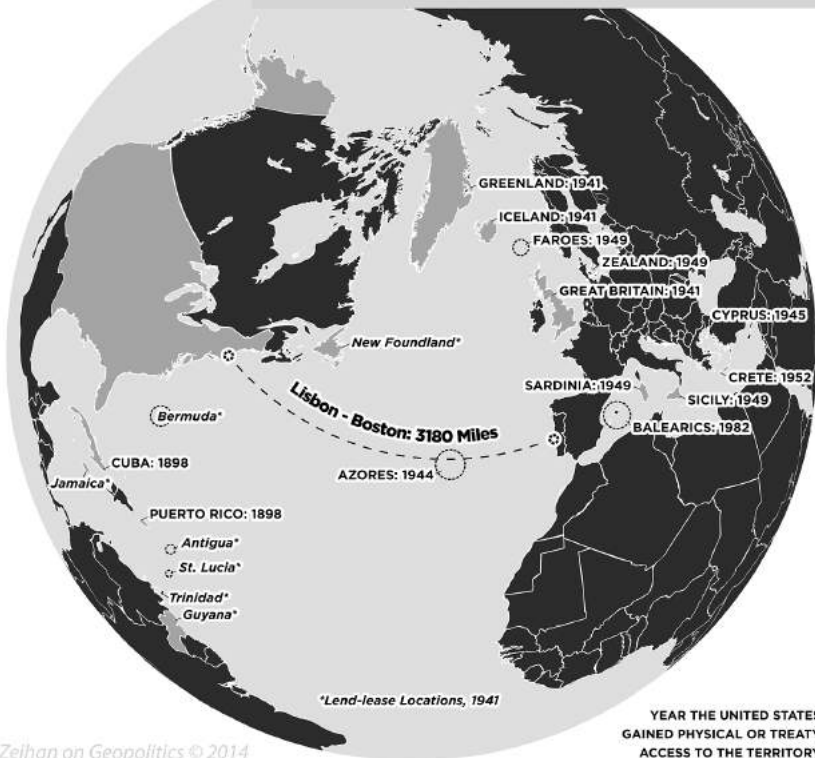 GREENLAND: 1941
ICELAND: 1941
FAROES: 1949
ZEALAND: 1949
GREAT BRITAIN: 1941
CYPRUS: 1945
New Foundland*
CRETE: 1952
SARDINIA: 1949
SICILY: 1949
Lisbon - Boston: 3180 Miles
Bermuda*
BALEARICS: 1982
CUBA: 1898
AZORES: 1944
Jamaica*
PUERTO RICO: 1898
Antigua*
St. Lucia*
Trinidad*
Guyana*
*Lend-lease Locations, 1941
YEAR THE UNITED STATES
GAINED PHYSICAL OR TREATY
ACCESS TO THE TERRITORY
Zeihan on Geopolitics © 2014